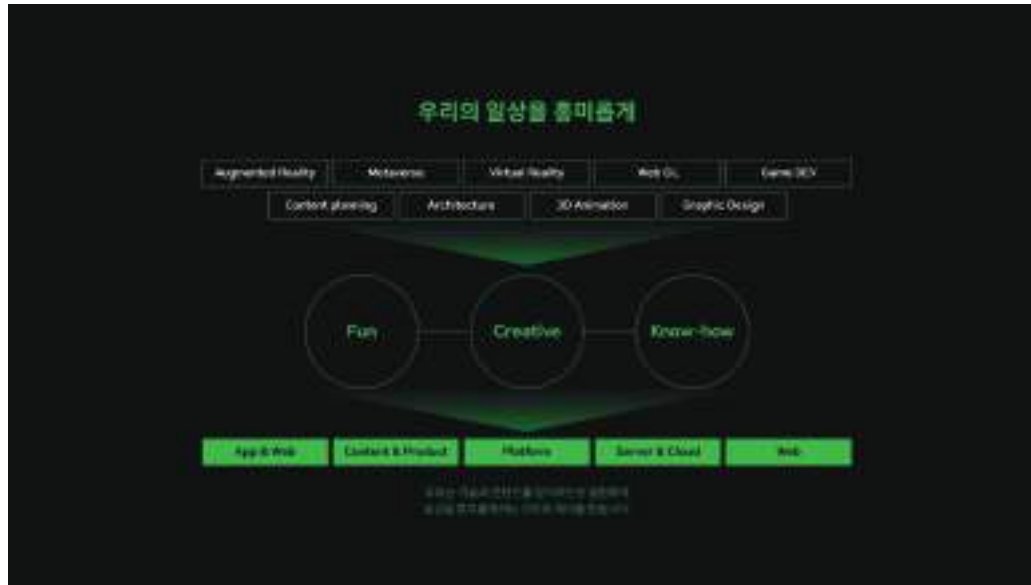 우리의 일상을 흥미롭게
Augmented Reality Metaverse Virtual Reality Web GL Game DEV
Content planning Architecture 3D Animation Graphic Design
Fun Creative Know-how
App & Web Content & Product Platform Server & Cloud Web